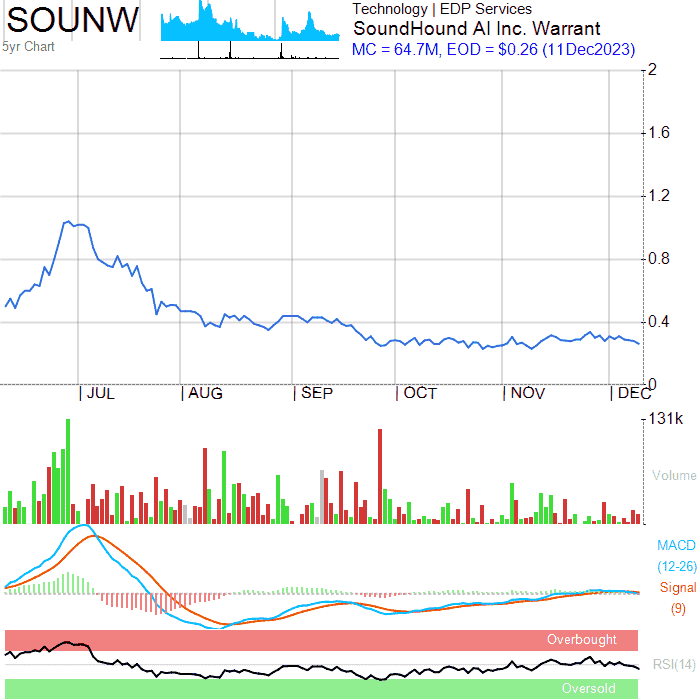 SOUNW
5yr Chart
Technology | EDP Services
SoundHound AI Inc. Warrant
MC = 64.7M, EOD = $0.26 (11Dec2023)
2
1.6
1.2
0.8
0.4
0
JUL AUG SEP OCT NOV DEC
131k
Volume
MACD
(12-26)
Signal
(9)
Overbought
RSI(14)
Oversold